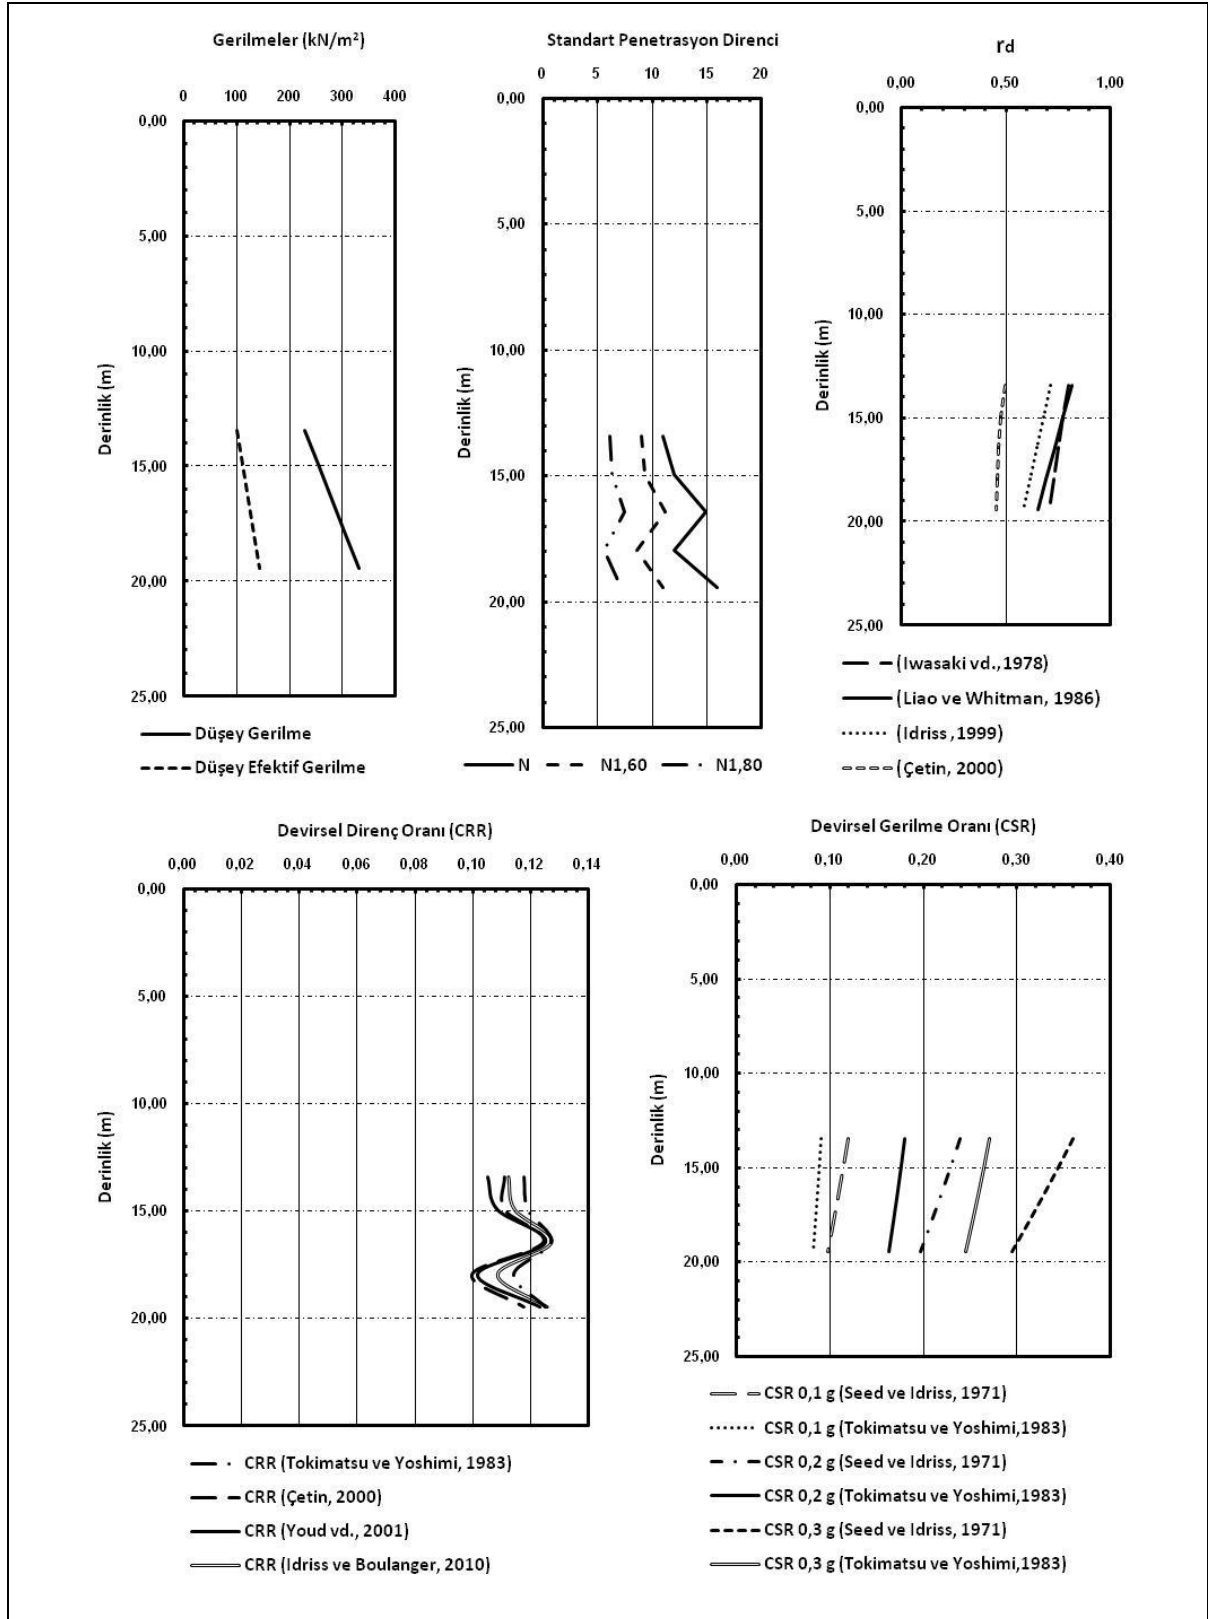 Gerilmeler (kN/m²)
0 100 200 300 400
0,00
5,00
10,00
15,00
20,00
25,00
Derinlik (m)
Düşey Gerilme
Düşey Efektif Gerilme
Standart Penetrasyon Direnci
0 5 10 15 20
0,00
5,00
10,00
15,00
20,00
25,00
Derinlik (m)
N N1,60 N1,80
rd
0,00 0,50 1,00
0,00
5,00
10,00
15,00
20,00
25,00
Derinlik (m)
(Iwasaki vd., 1978)
(Liao ve Whitman, 1986)
(Idriss ,1999)
(Çetin, 2000)
Devirsel Direnç Oranı (CRR)
0,00 0,02 0,04 0,06 0,08 0,10 0,12 0,14
0,00
5,00
10,00
15,00
20,00
25,00
Derinlik (m)
CRR (Tokimatsu ve Yoshimi, 1983)
CRR (Çetin, 2000)
CRR (Youd vd., 2001)
CRR (Idriss ve Boulanger, 2010)
Devirsel Gerilme Oranı (CSR)
0,00 0,10 0,20 0,30 0,40
0,00
5,00
10,00
15,00
20,00
25,00
Derinlik (m)
CSR 0,1 g (Seed ve Idriss, 1971)
CSR 0,1 g (Tokimatsu ve Yoshimi,1983)
CSR 0,2 g (Seed ve Idriss, 1971)
CSR 0,2 g (Tokimatsu ve Yoshimi,1983)
CSR 0,3 g (Seed ve Idriss, 1971)
CSR 0,3 g (Tokimatsu ve Yoshimi,1983)